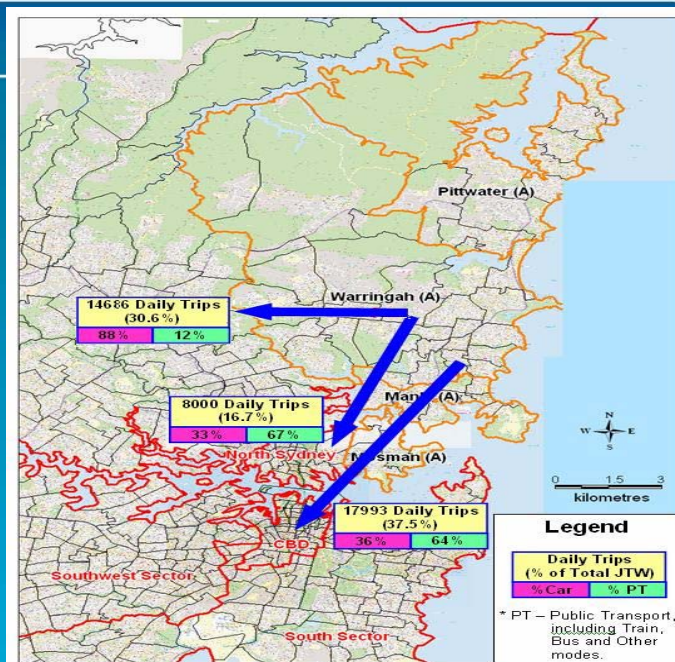 Pittwater (A)
Warringah (A)
14686 Daily Trips
(30.6%)
88% 12%
8000 Daily Trips
(16.7%)
33% 67%
North Sydney
Mosman (A)
N
W E
S
0 1.5 3
kilometres
17993 Daily Trips
(37.5%)
36% 64%
CBD
Southwest Sector
South Sector
Legend
Daily Trips
(% of Total JTW)
%Car % PT
* PT – Public Transport,
including Train,
Bus and Other
modes.